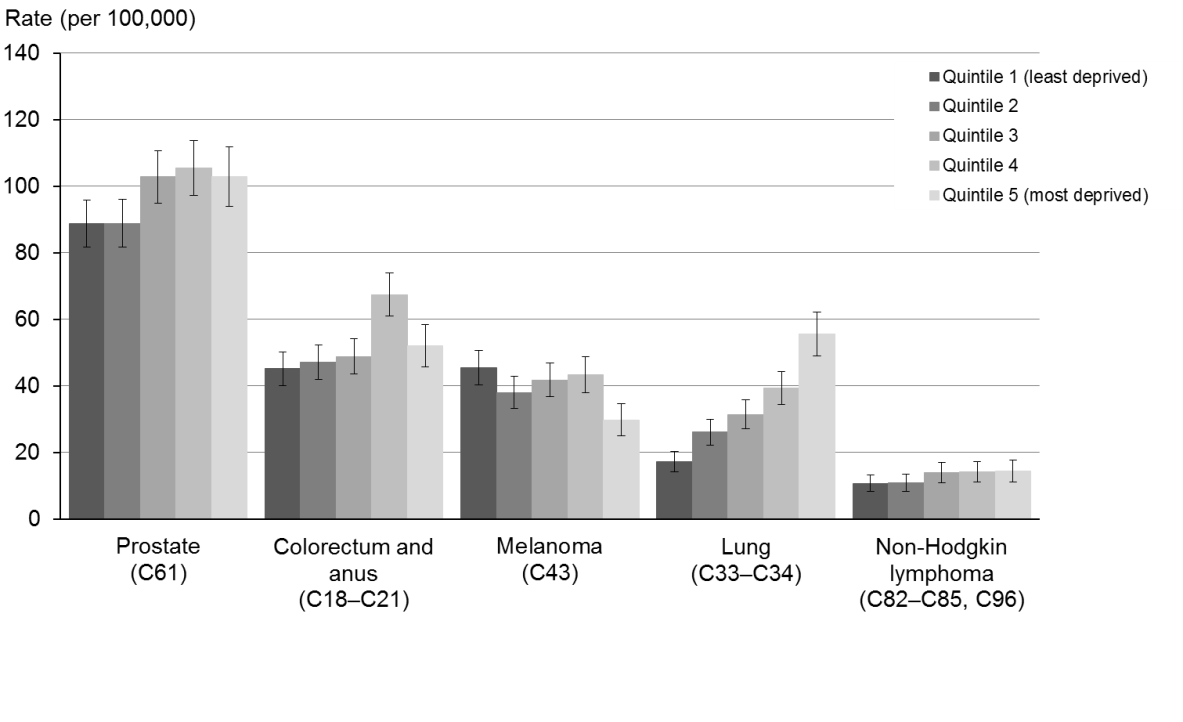 Rate (per 100,000)
140
120
100
80
60
40
20
0
Quintile 1 (least deprived)
Quintile 2
Quintile 3
Quintile 4
Quintile 5 (most deprived)
Prostate
(C61)
Colorectum and
anus
(C18–C21)
Melanoma
(C43)
Lung
(C33–C34)
Non-Hodgkin
lymphoma
(C82–C85, C96)